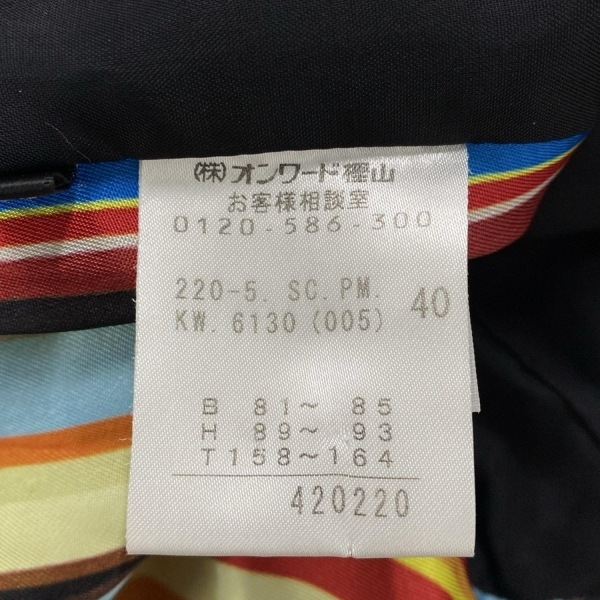 (株)オンワード樫山
お客様相談室
0120-586-300
220-5. SC. PM.
KW. 6130 (005)
40
B 81~ 85
H 89~ 93
T158~164
420220